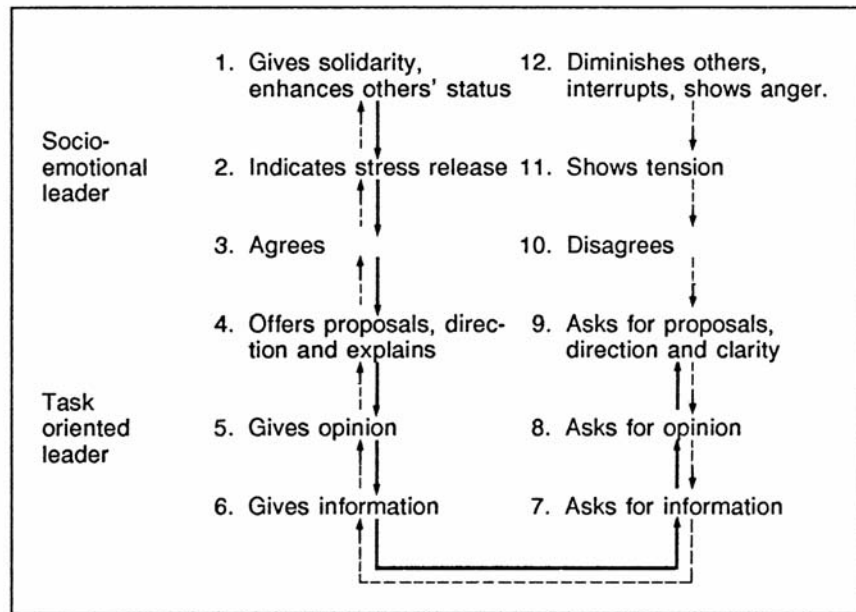 1. Gives solidarity,
enhances others' status
12. Diminishes others,
interrupts, shows anger.
Socio-
emotional
leader
2. Indicates stress release
11. Shows tension
3. Agrees
10. Disagrees
4. Offers proposals, direc-
tion and explains
9. Asks for proposals,
direction and clarity
Task
oriented
leader
5. Gives opinion
8. Asks for opinion
6. Gives information
7. Asks for information